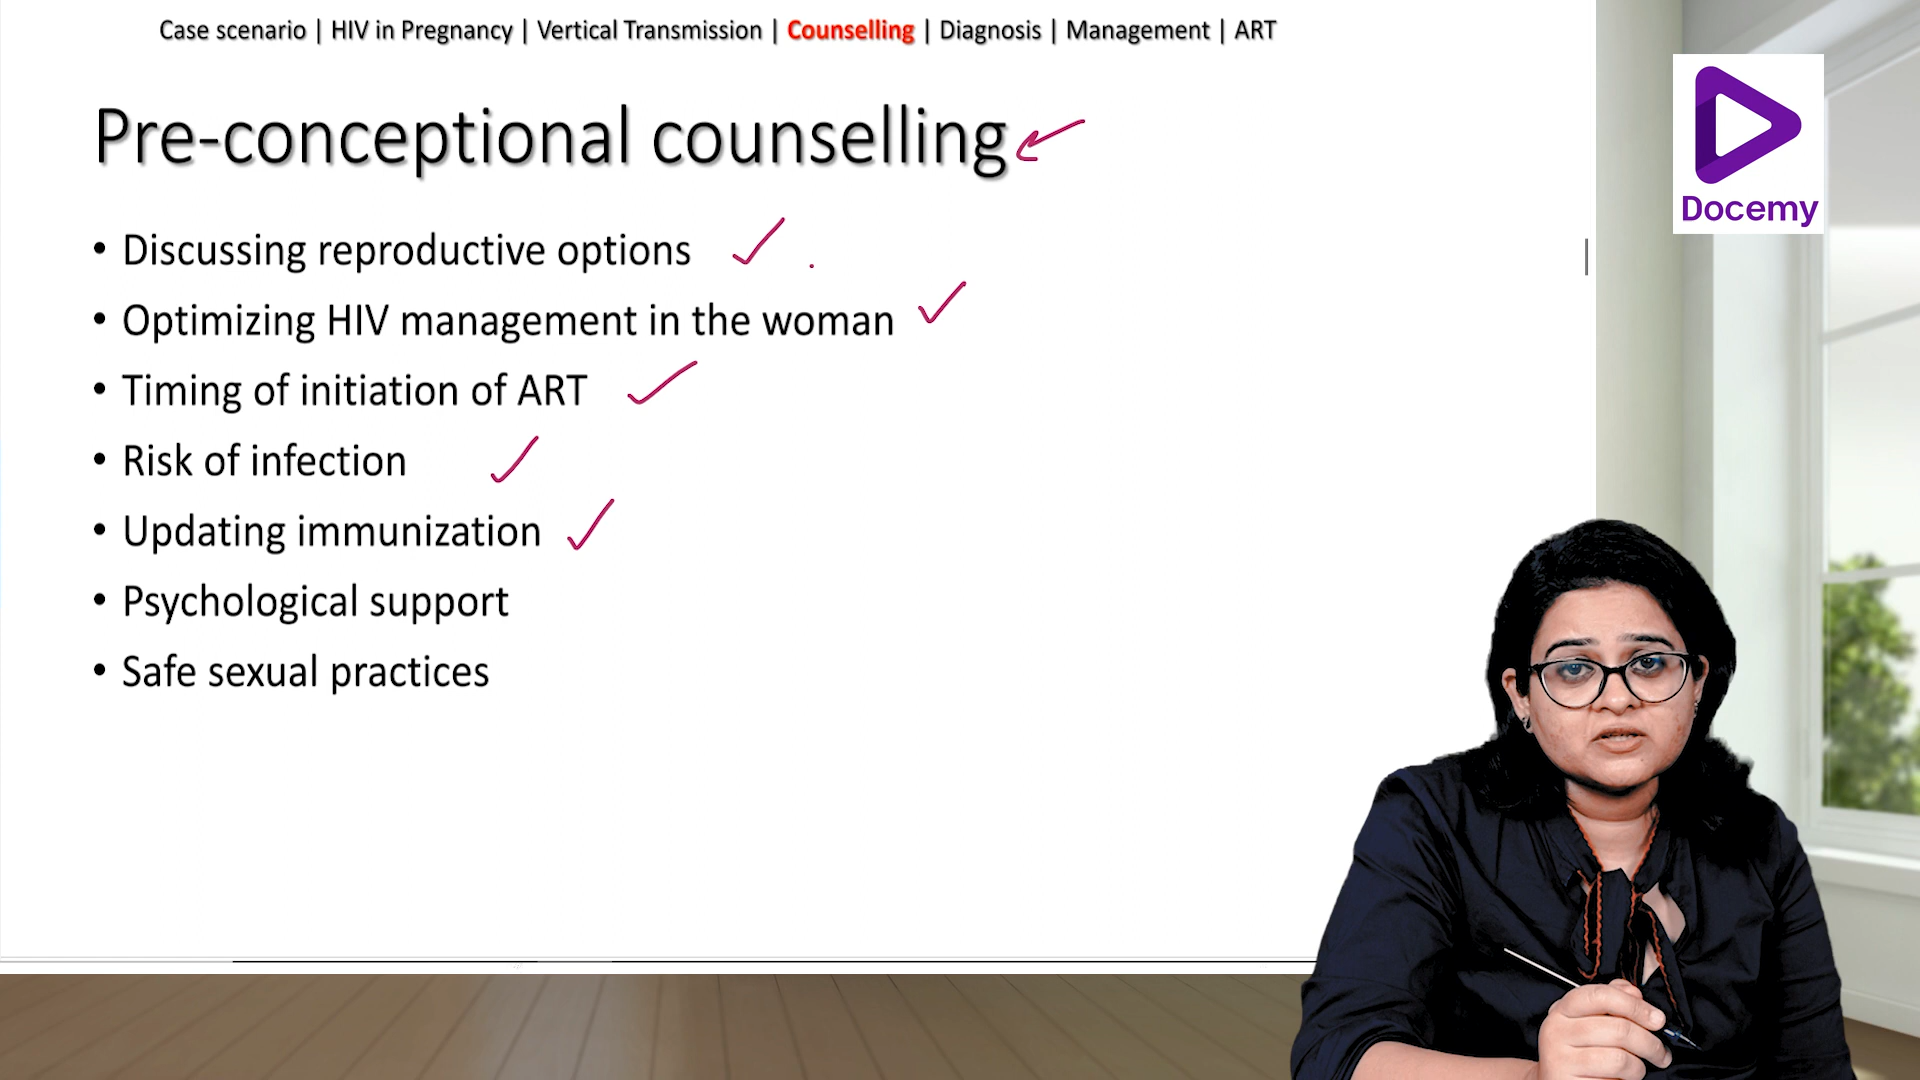 Case scenario | HIV in Pregnancy | Vertical Transmission | Counselling | Diagnosis | Management | ART
Pre-conceptional counselling
• Discussing reproductive options
• Optimizing HIV management in the woman
• Timing of initiation of ART
• Risk of infection
• Updating immunization
• Psychological support
• Safe sexual practices
Docemy